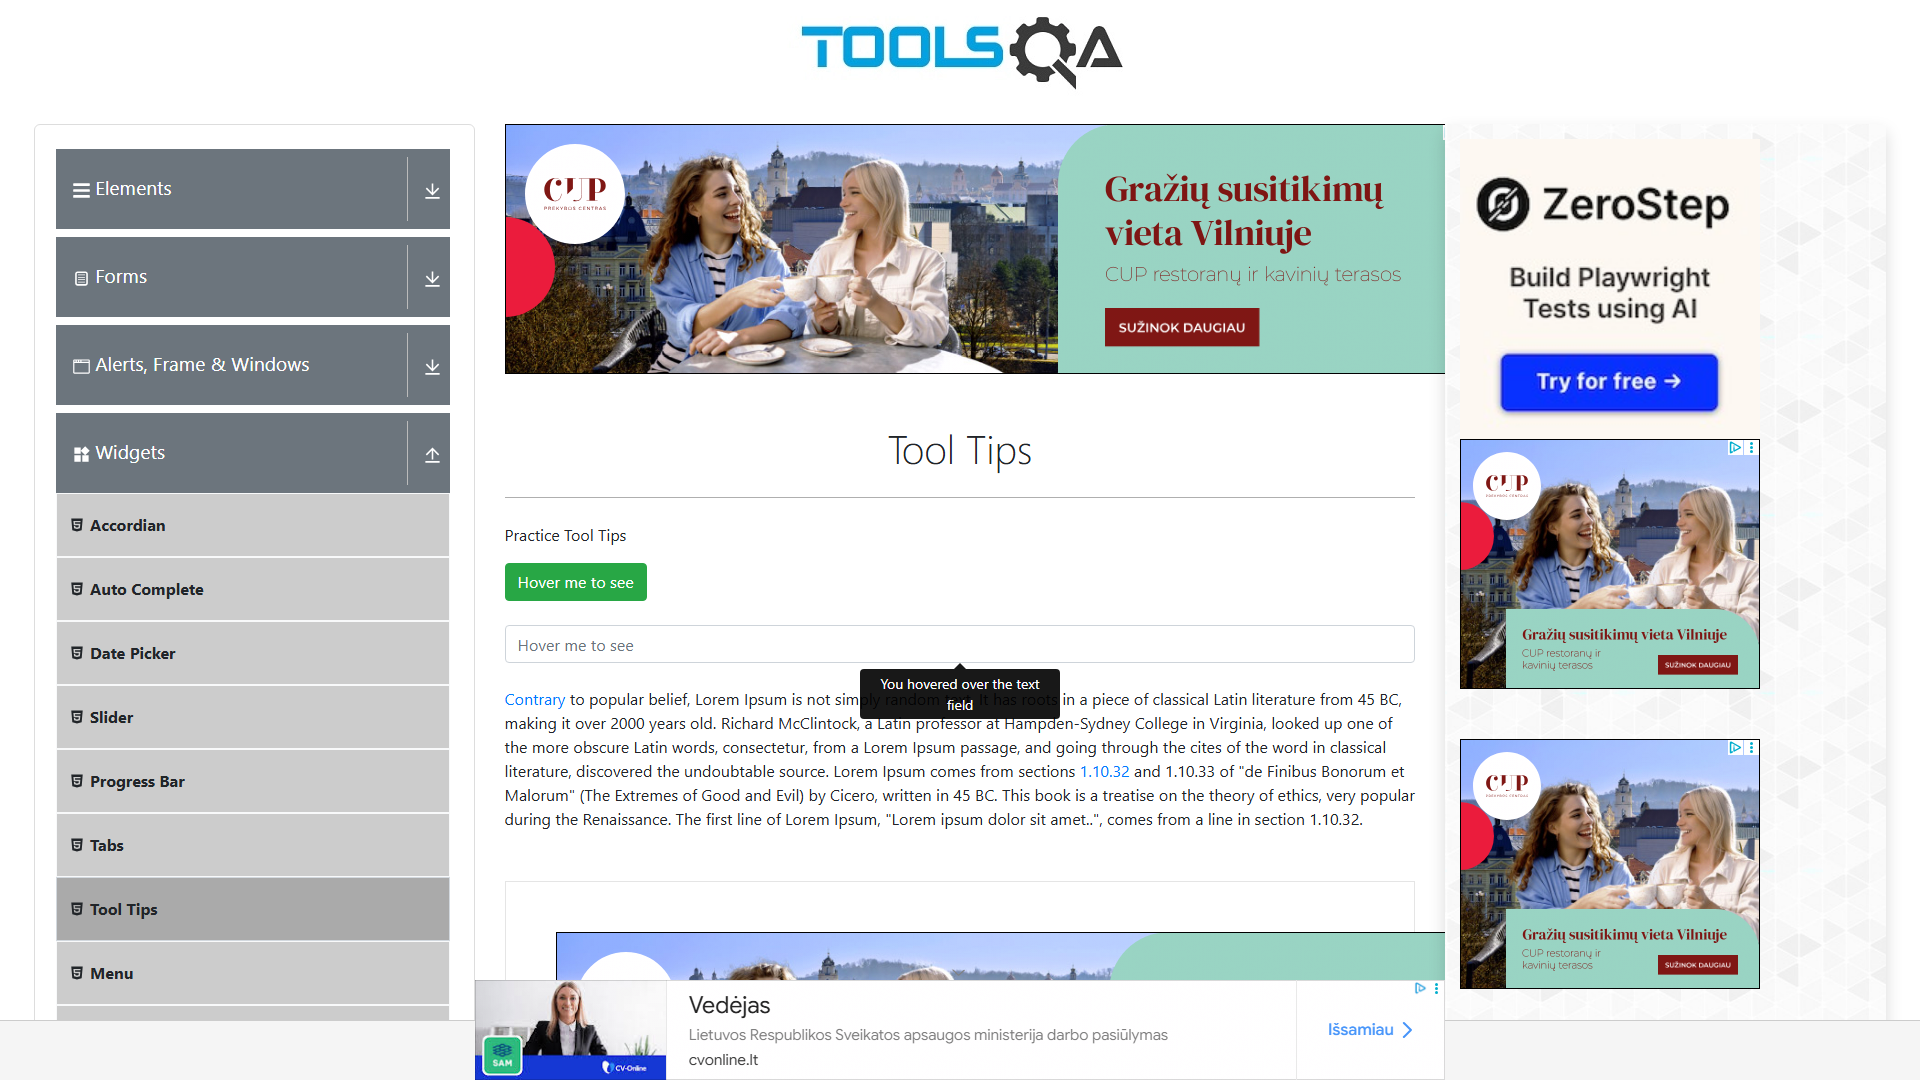 TOOLSQA
Elements
Forms
Alerts, Frame & Windows
Widgets
Accordian
Auto Complete
Date Picker
Slider
Progress Bar
Tabs
Tool Tips
Menu
CUP
PREKYBOS CENTRAS
Gražių susitikimų
vieta Vilniuje
CUP restoranų ir kavinių terasos
SUŽINOK DAUGIAU
Tool Tips
Practice Tool Tips
Hover me to see
Hover me to see
You hovered over the text
field
Contrary to popular belief, Lorem Ipsum is not simply random text. It has roots in a piece of classical Latin literature from 45 BC,
making it over 2000 years old. Richard McClintock, a Latin professor at Hampden-Sydney College in Virginia, looked up one of
the more obscure Latin words, consectetur, from a Lorem Ipsum passage, and going through the cites of the word in classical
literature, discovered the undoubtable source. Lorem Ipsum comes from sections 1.10.32 and 1.10.33 of "de Finibus Bonorum et
Malorum" (The Extremes of Good and Evil) by Cicero, written in 45 BC. This book is a treatise on the theory of ethics, very popular
during the Renaissance. The first line of Lorem Ipsum, "Lorem ipsum dolor sit amet..", comes from a line in section 1.10.32.
ZeroStep
Build Playwright
Tests using AI
Try for free →
CUP
PREKYBOS CENTRAS
Gražių susitikimų vieta Vilniuje
CUP restoranų ir
kavinių terasos
SUŽINOK DAUGIAU
CUP
PREKYBOS CENTRAS
Gražių susitikimų vieta Vilniuje
CUP restoranų ir
kavinių terasos
SUŽINOK DAUGIAU
SAM
CV-Online
Vedėjas
Lietuvos Respublikos Sveikatos apsaugos ministerija darbo pasiūlymas
cvonline.lt
Išsamiau